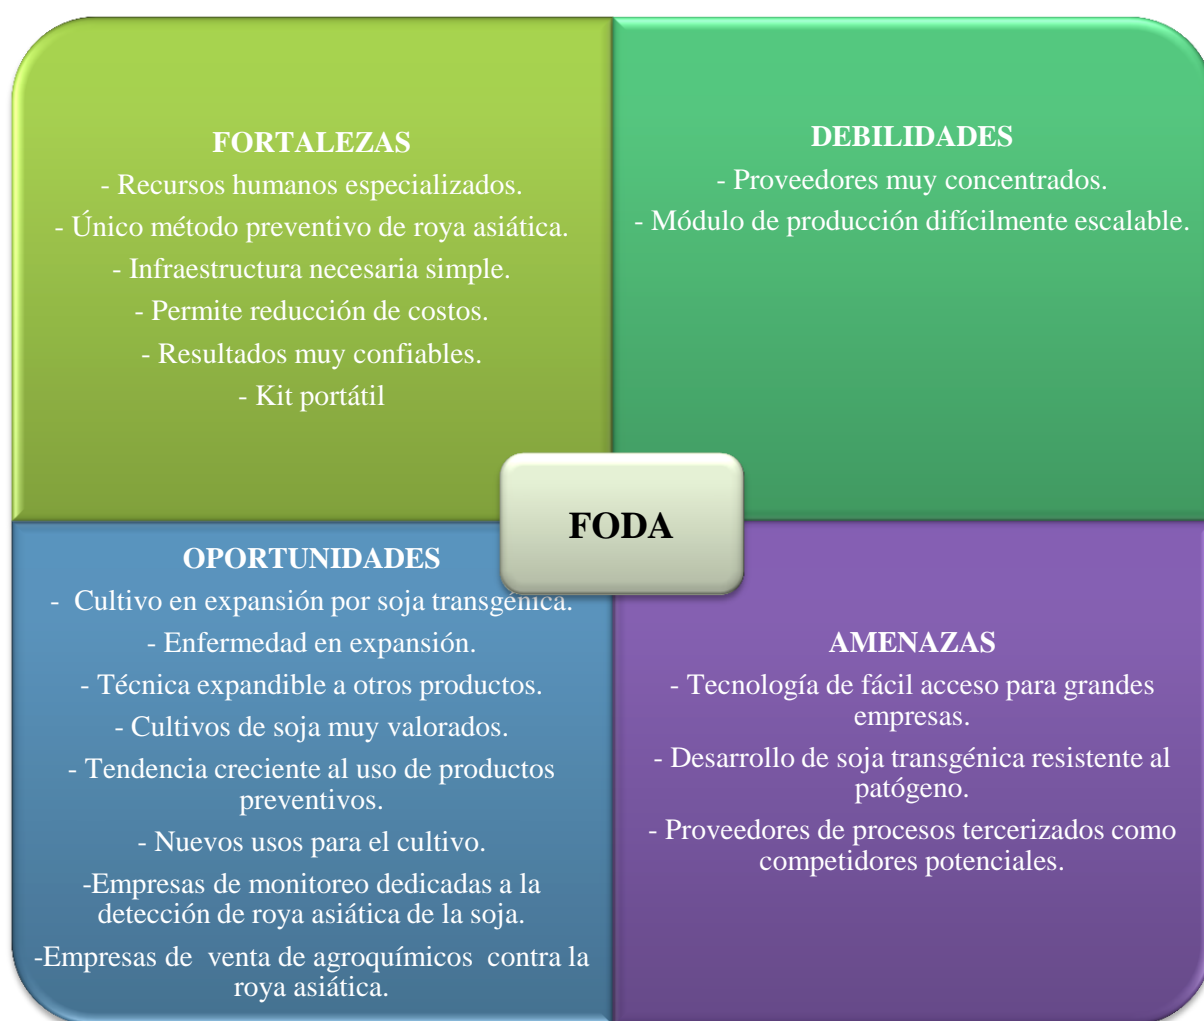 FORTALEZAS
- Recursos humanos especializados.
- Único método preventivo de roya asiática.
- Infraestructura necesaria simple.
- Permite reducción de costos.
- Resultados muy confiables.
- Kit portátil
DEBILIDADES
- Proveedores muy concentrados.
- Módulo de producción difícilmente escalable.
FODA
OPORTUNIDADES
- Cultivo en expansión por soja transgénica.
- Enfermedad en expansión.
- Técnica expandible a otros productos.
- Cultivos de soja muy valorados.
- Tendencia creciente al uso de productos
preventivos.
- Nuevos usos para el cultivo.
-Empresas de monitoreo dedicadas a la
detección de roya asiática de la soja.
-Empresas de venta de agroquímicos contra la
roya asiática.
AMENAZAS
- Tecnología de fácil acceso para grandes
empresas.
- Desarrollo de soja transgénica resistente al
patógeno.
- Proveedores de procesos tercerizados como
competidores potenciales.